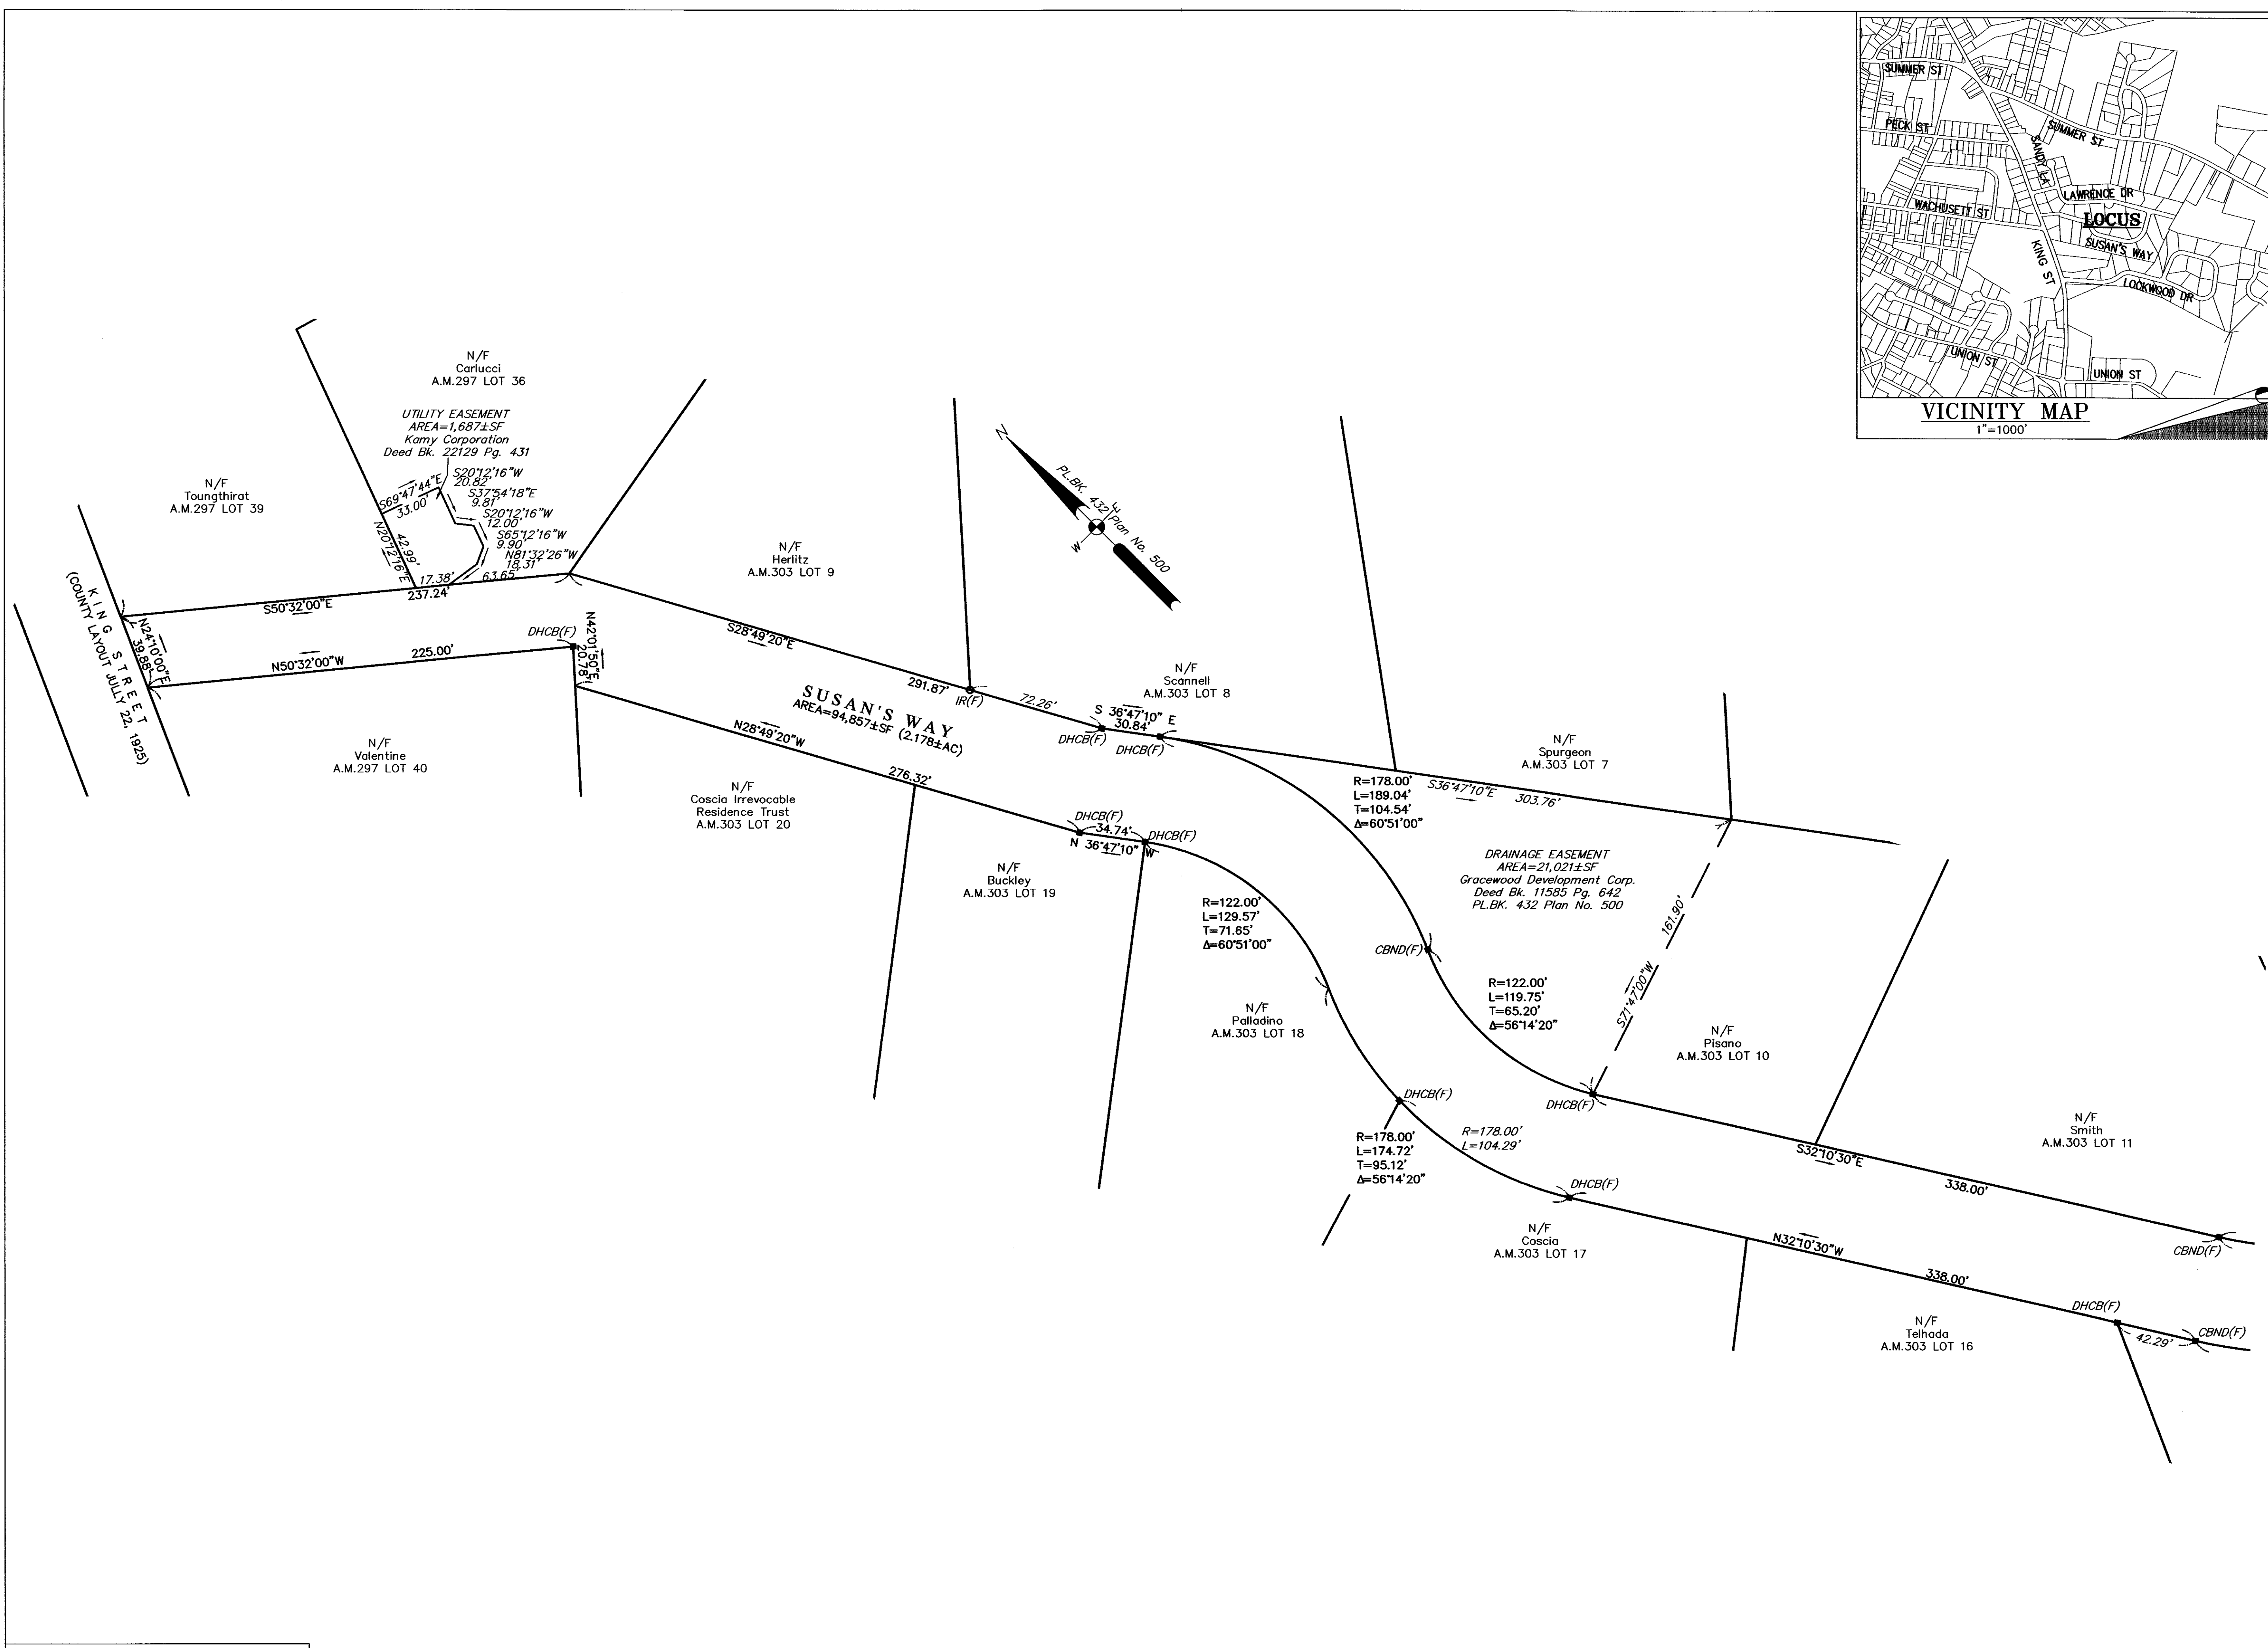 SUMMER ST
PECK ST
SUMMER ST
SANDY LA
LAWRENCE DR
WACHUSETT ST
LOCUS
SUSAN'S WAY
KING ST
LOCKWOOD DR
UNION ST
UNION ST
VICINITY MAP
1"=1000'
N/F
Carlucci
A.M.297 LOT 36
UTILITY EASEMENT
AREA=1,687±SF
Kamy Corporation
Deed Bk. 22129 Pg. 431
N/F
Toungthirat
A.M.297 LOT 39
S69°47'44"E
33.00'
S20°12'16"W
20.82'
S37°54'18"E
9.81'
S20°12'16"W
12.00'
S65°12'16"W
9.90'
N81°32'26"W
18.31'
N20°12'16"E
42.99'
17.38'
63.65'
237.24'
S50°32'00"E
KING STREET
(COUNTY LAYOUT JULLY 22, 1925)
N24°10'00"E
39.88'
N50°32'00"W
225.00'
DHCB(F)
N42°01'50"E
20.78'
N/F
Valentine
A.M.297 LOT 40
N/F
Herlitz
A.M.303 LOT 9
N
PL.BK. 432 Plan No. 500
E
W
S28°49'20"E
291.87'
IR(F)
72.26'
SUSAN'S WAY
AREA=94,857±SF (2.178±AC)
N28°49'20"W
276.32'
N/F
Coscia Irrevocable
Residence Trust
A.M.303 LOT 20
N/F
Scannell
A.M.303 LOT 8
S 36°47'10" E
30.84'
DHCB(F)
DHCB(F)
DHCB(F)
34.74'
DHCB(F)
N 36°47'10" W
N/F
Buckley
A.M.303 LOT 19
N/F
Spurgeon
A.M.303 LOT 7
S36°47'10"E
303.76'
R=178.00'
L=189.04'
T=104.54'
Δ=60°51'00"
DRAINAGE EASEMENT
AREA=21,021±SF
Gracewood Development Corp.
Deed Bk. 11585 Pg. 642
PL.BK. 432 Plan No. 500
R=122.00'
L=129.57'
T=71.65'
Δ=60°51'00"
CBND(F)
161.90'
S71°47'00"W
R=122.00'
L=119.75'
T=65.20'
Δ=56°14'20"
N/F
Palladino
A.M.303 LOT 18
N/F
Pisano
A.M.303 LOT 10
DHCB(F)
DHCB(F)
R=178.00'
L=104.29'
R=178.00'
L=174.72'
T=95.12'
Δ=56°14'20"
DHCB(F)
S32°10'30"E
338.00'
N/F
Smith
A.M.303 LOT 11
CBND(F)
N/F
Coscia
A.M.303 LOT 17
N32°10'30"W
338.00'
DHCB(F)
42.29'
CBND(F)
N/F
Telhada
A.M.303 LOT 16